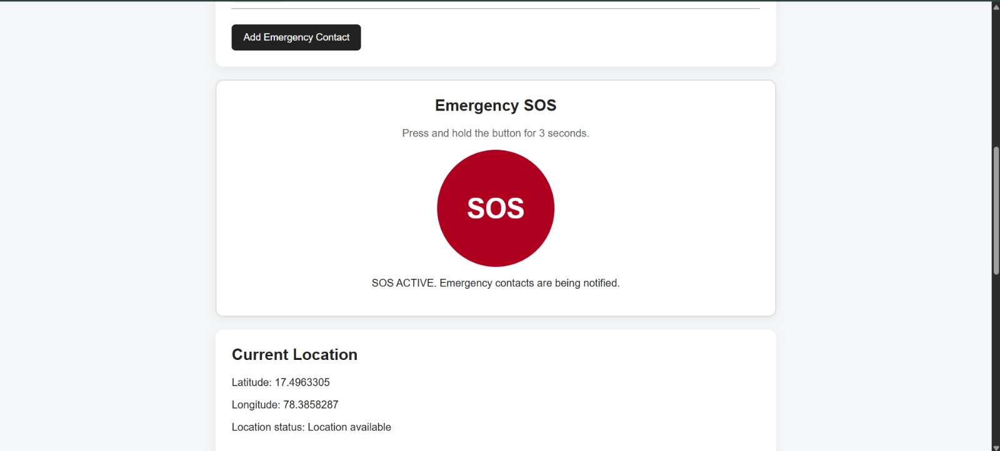 Add Emergency Contact
Emergency SOS
Press and hold the button for 3 seconds.
SOS
SOS ACTIVE. Emergency contacts are being notified.
Current Location
Latitude: 17.4963305
Longitude: 78.3858287
Location status: Location available